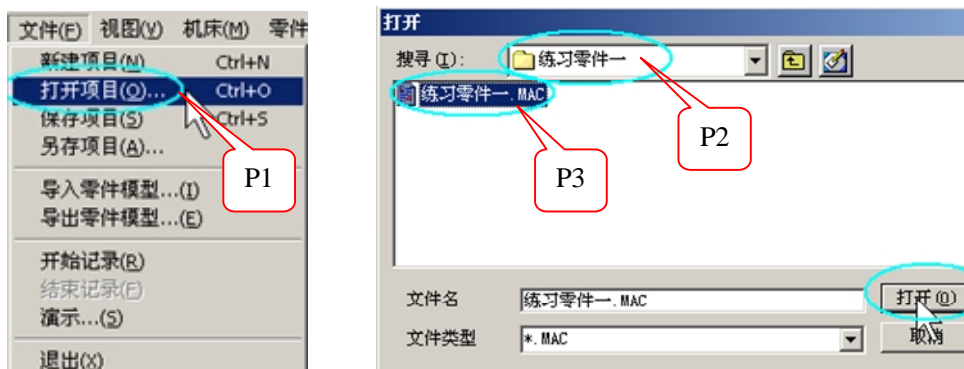 文件(F) 视图(V) 机床(M) 零件
新建项目(N) Ctrl+N
打开项目(O)... Ctrl+O
保存项目(S) Ctrl+S
另存项目(A)...
P1
导入零件模型...(I)
导出零件模型...(E)
开始记录(R)
结束记录(F)
演示...(S)
退出(X)
打开
搜寻(I): 练习零件一
练习零件一.MAC
P2
P3
文件名 练习零件一.MAC 打开(O)
文件类型 *.MAC 取消